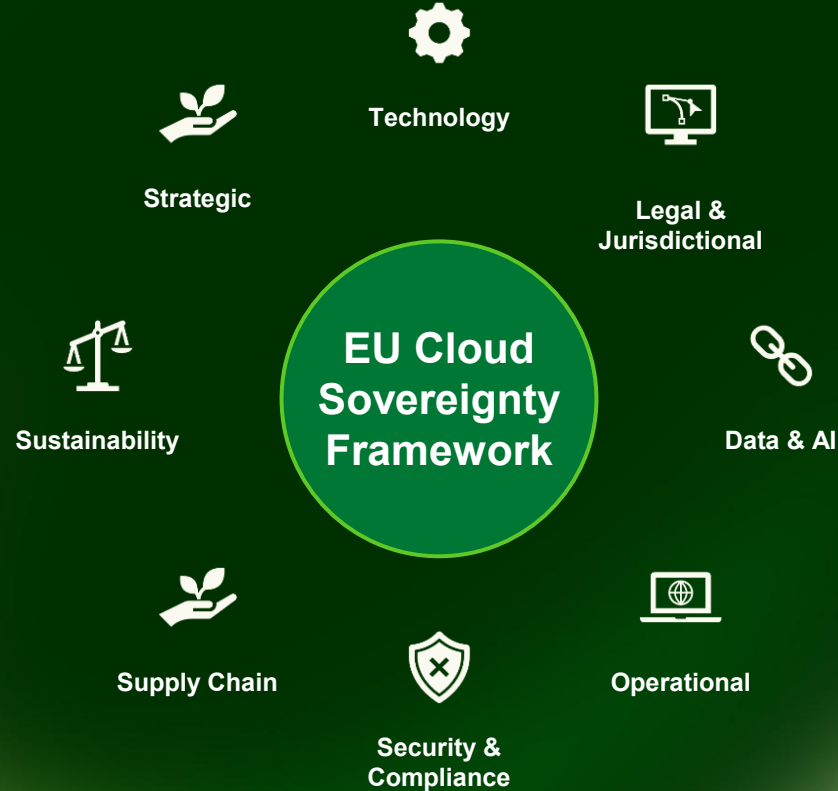 Technology
Strategic
Legal &
Jurisdictional
EU Cloud
Sovereignty
Framework
Sustainability
Data & AI
Supply Chain
Operational
Security &
Compliance